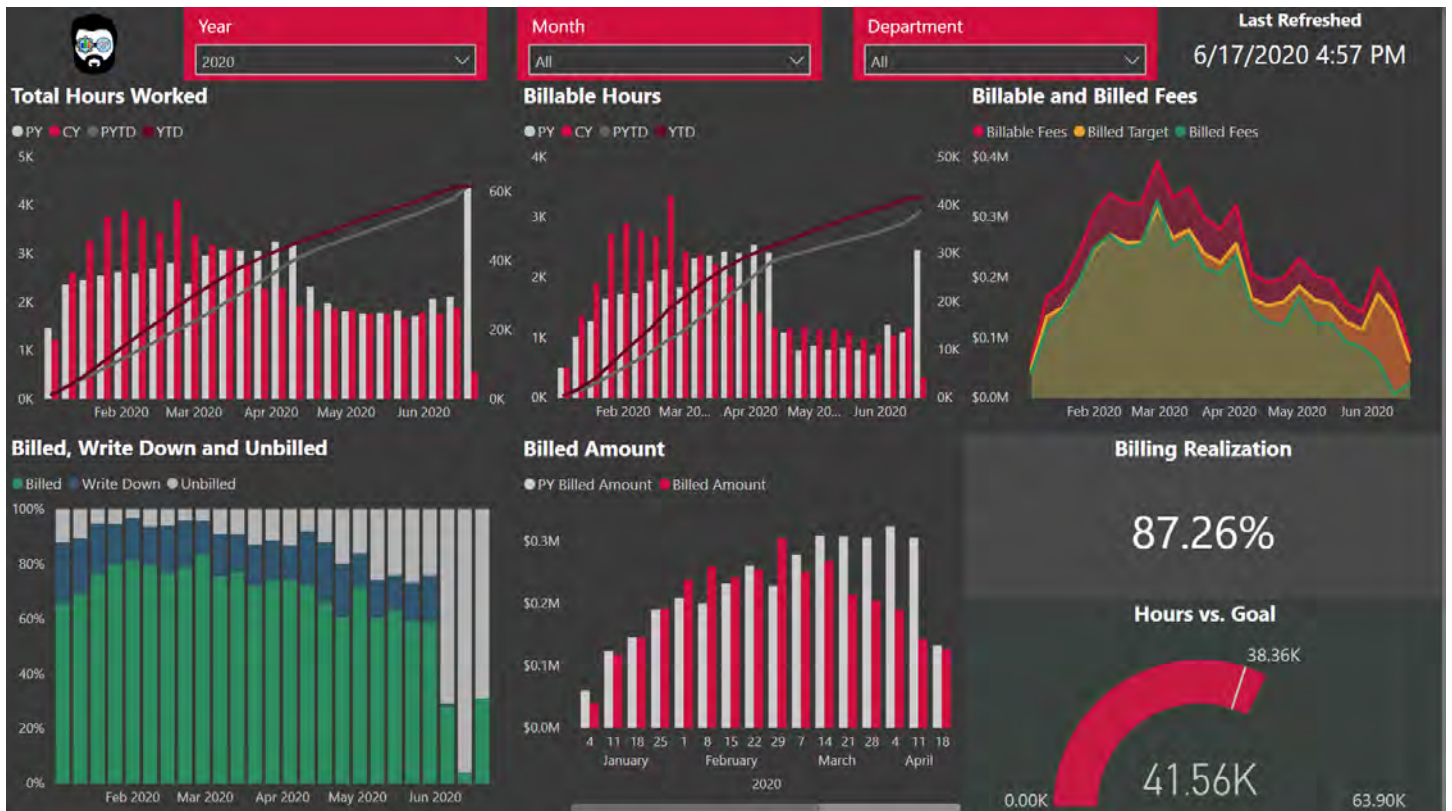 Year
2020
Month
All
Department
All
Last Refreshed
6/17/2020 4:57 PM
Total Hours Worked
PY CY PYTD YTD
5K
4K
3K
2K
1K
0K
60K
40K
20K
0K
Feb 2020 Mar 2020 Apr 2020 May 2020 Jun 2020
Billable Hours
PY CY PYTD YTD
4K
3K
2K
1K
0K
50K
40K
30K
20K
10K
0K
Feb 2020 Mar 20... Apr 2020 May 20... Jun 2020
Billable and Billed Fees
Billable Fees Billed Target Billed Fees
$0.4M
$0.3M
$0.2M
$0.1M
$0.0M
Feb 2020 Mar 2020 Apr 2020 May 2020 Jun 2020
Billed, Write Down and Unbilled
Billed Write Down Unbilled
100%
80%
60%
40%
20%
0%
Feb 2020 Mar 2020 Apr 2020 May 2020 Jun 2020
Billed Amount
PY Billed Amount Billed Amount
$0.3M
$0.2M
$0.1M
$0.0M
4 11 18 25 1 8 15 22 29 7 14 21 28 4 11 18
January February March April
2020
Billing Realization
87.26%
Hours vs. Goal
38.36K
41.56K
0.00K 63.90K